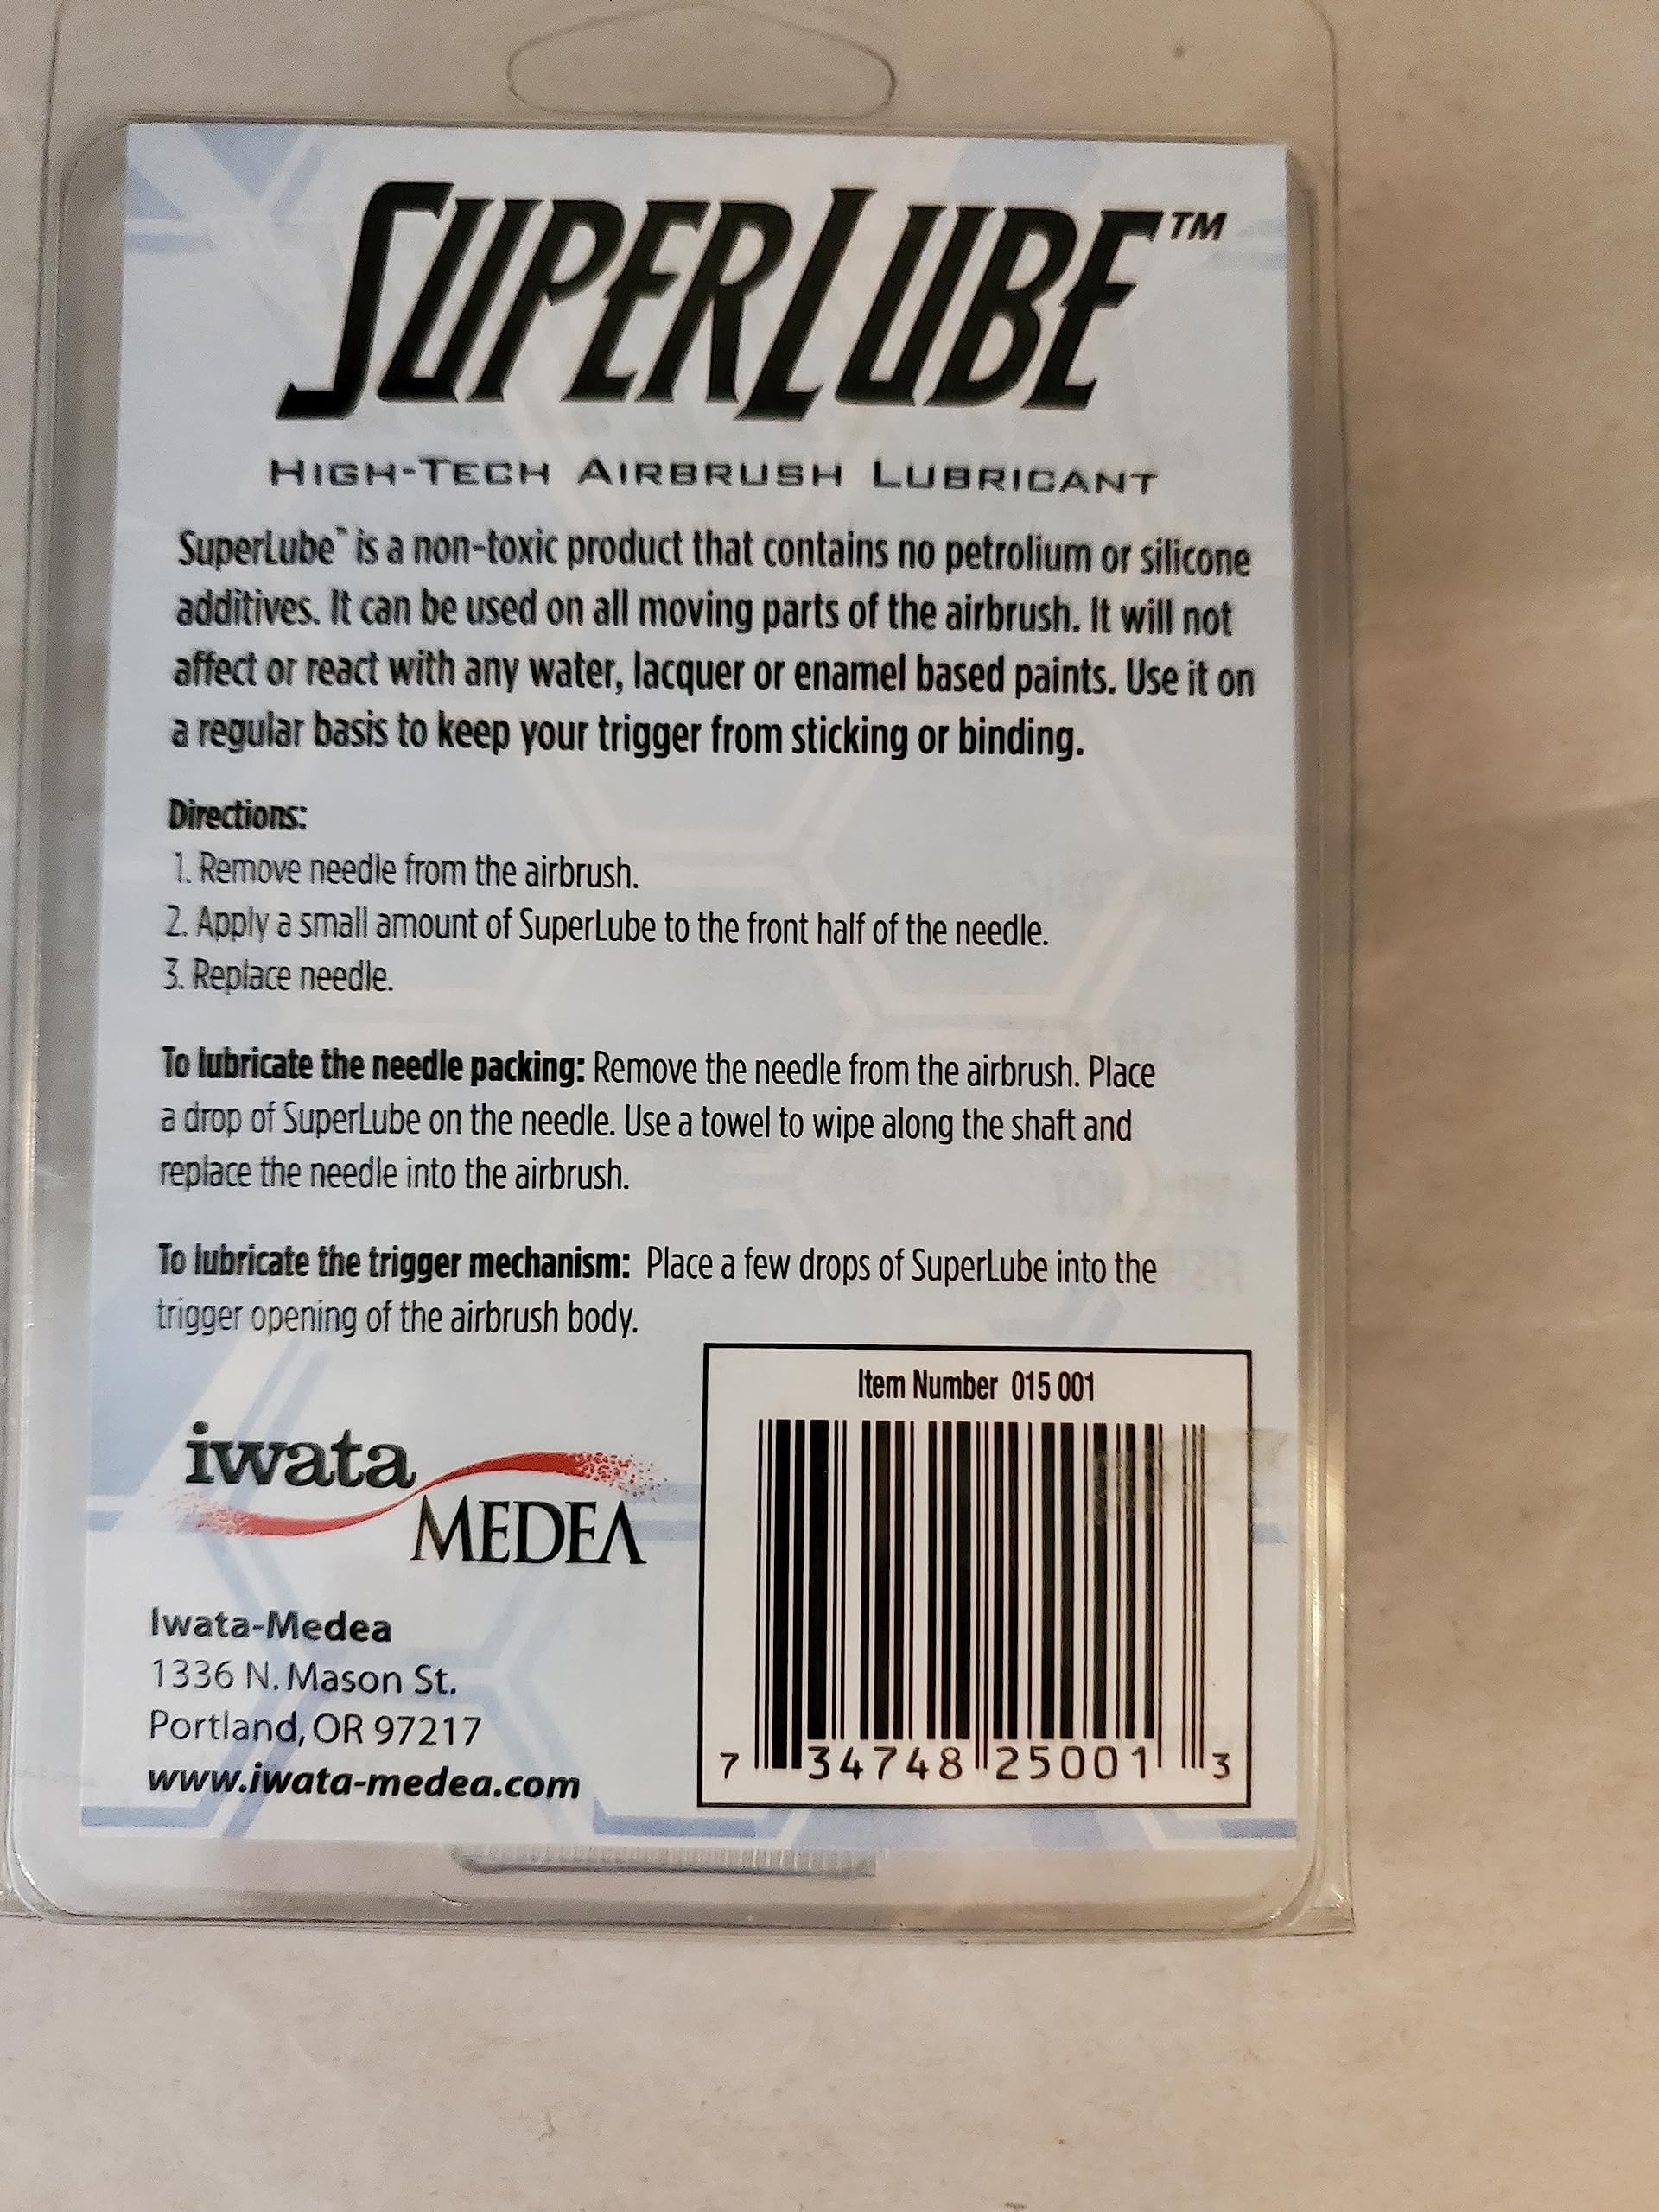 SUPERLUBE™
HIGH-TECH AIRBRUSH LUBRICANT
SuperLube™ is a non-toxic product that contains no petrolium or silicone
additives. It can be used on all moving parts of the airbrush. It will not
affect or react with any water, lacquer or enamel based paints. Use it on
a regular basis to keep your trigger from sticking or binding.
Directions:
1. Remove needle from the airbrush.
2. Apply a small amount of SuperLube to the front half of the needle.
3. Replace needle.
To lubricate the needle packing: Remove the needle from the airbrush. Place
a drop of SuperLube on the needle. Use a towel to wipe along the shaft and
replace the needle into the airbrush.
To lubricate the trigger mechanism: Place a few drops of SuperLube into the
trigger opening of the airbrush body.
Item Number 015 001
iwata
MEDEA
Iwata-Medea
1336 N. Mason St.
Portland, OR 97217
www.iwata-medea.com
7 34748 25001 3